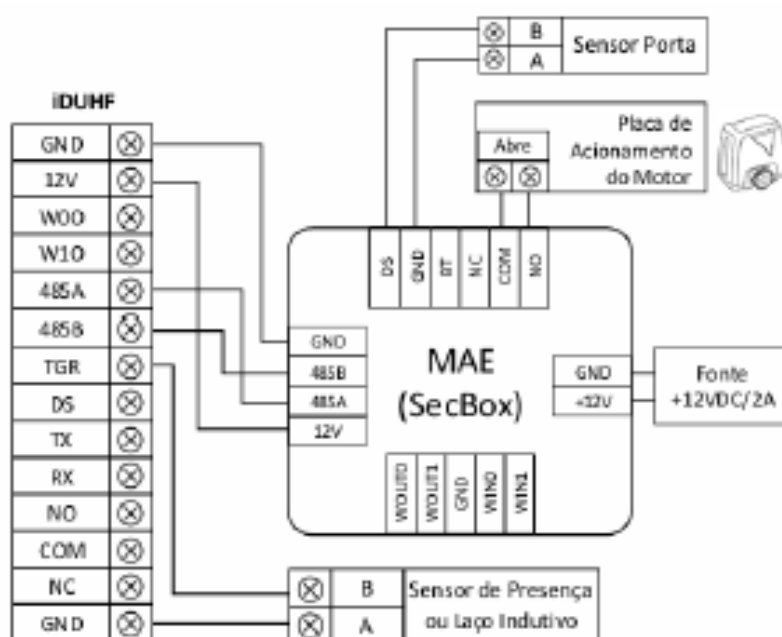 B
Sensor Porta
A
iDUHF
Placa de
Abre
Acionamento
do Motor
GND
12V
W00
W10
485A
485B
TGR
DS
TX
RX
NO
COM
NC
GND
DS
GND
BT
NC
COM
NO
GND
485B
485A
12V
MAE
(SecBox)
GND
+12V
Fonte
+12VDC/2A
WOUT0
WOUT1
GND
WIN0
WIN1
B
A
Sensor de Presença
ou Laço Indutivo